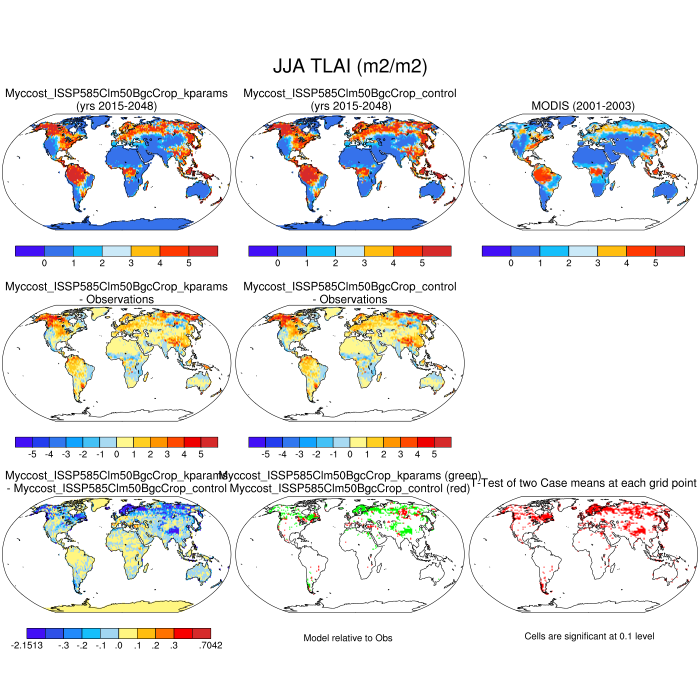 JJA TLAI (m2/m2)
Myccost_ISSP585Clm50BgcCrop_kparams
(yrs 2015-2048)
Myccost_ISSP585Clm50BgcCrop_control
(yrs 2015-2048)
MODIS (2001-2003)
0 1 2 3 4 5
0 1 2 3 4 5
0 1 2 3 4 5
Myccost_ISSP585Clm50BgcCrop_kparams
- Observations
Myccost_ISSP585Clm50BgcCrop_control
- Observations
-5 -4 -3 -2 -1 0 1 2 3 4 5
-5 -4 -3 -2 -1 0 1 2 3 4 5
Myccost_ISSP585Clm50BgcCrop_kparams
- Myccost_ISSP585Clm50BgcCrop_control
Myccost_ISSP585Clm50BgcCrop_kparams (green)
Myccost_ISSP585Clm50BgcCrop_control (red)
T-Test of two Case means at each grid point
-2.1513 -.3 -.2 -.1 .0 .1 .2 .3 .7042
Model relative to Obs
Cells are significant at 0.1 level